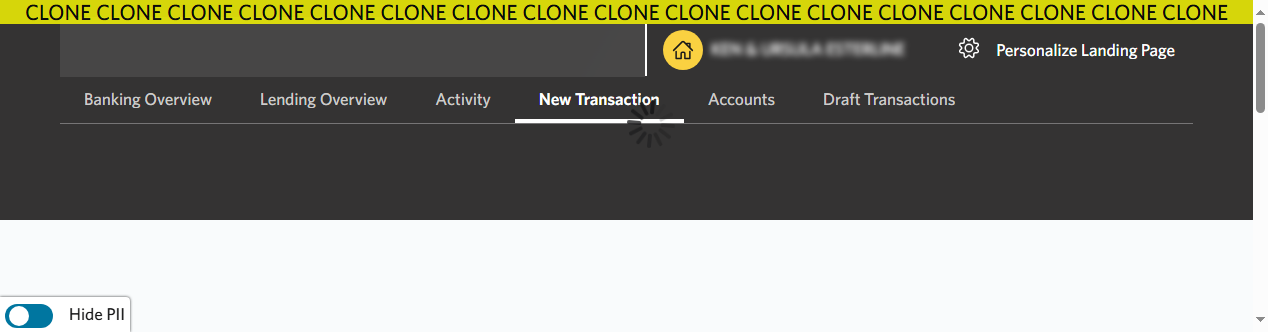 CLONE CLONE CLONE CLONE CLONE CLONE CLONE CLONE CLONE CLONE CLONE CLONE CLONE CLONE CLONE CLONE CLONE
Personalize Landing Page
Banking Overview Lending Overview Activity New Transaction Accounts Draft Transactions
Hide PII